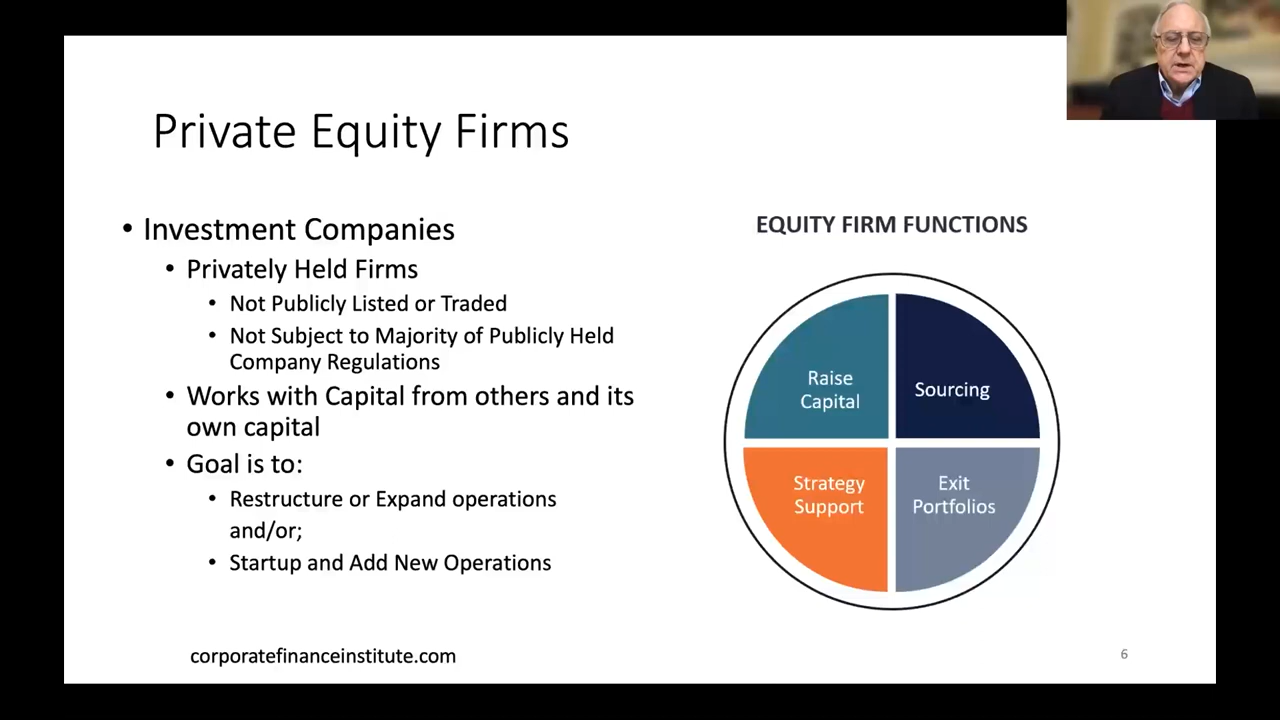 Private Equity Firms
• Investment Companies
• Privately Held Firms
• Not Publicly Listed or Traded
• Not Subject to Majority of Publicly Held
Company Regulations
• Works with Capital from others and its
own capital
• Goal is to:
• Restructure or Expand operations
and/or;
• Startup and Add New Operations
EQUITY FIRM FUNCTIONS
Raise
Capital
Sourcing
Strategy
Support
Exit
Portfolios
corporatefinanceinstitute.com
6